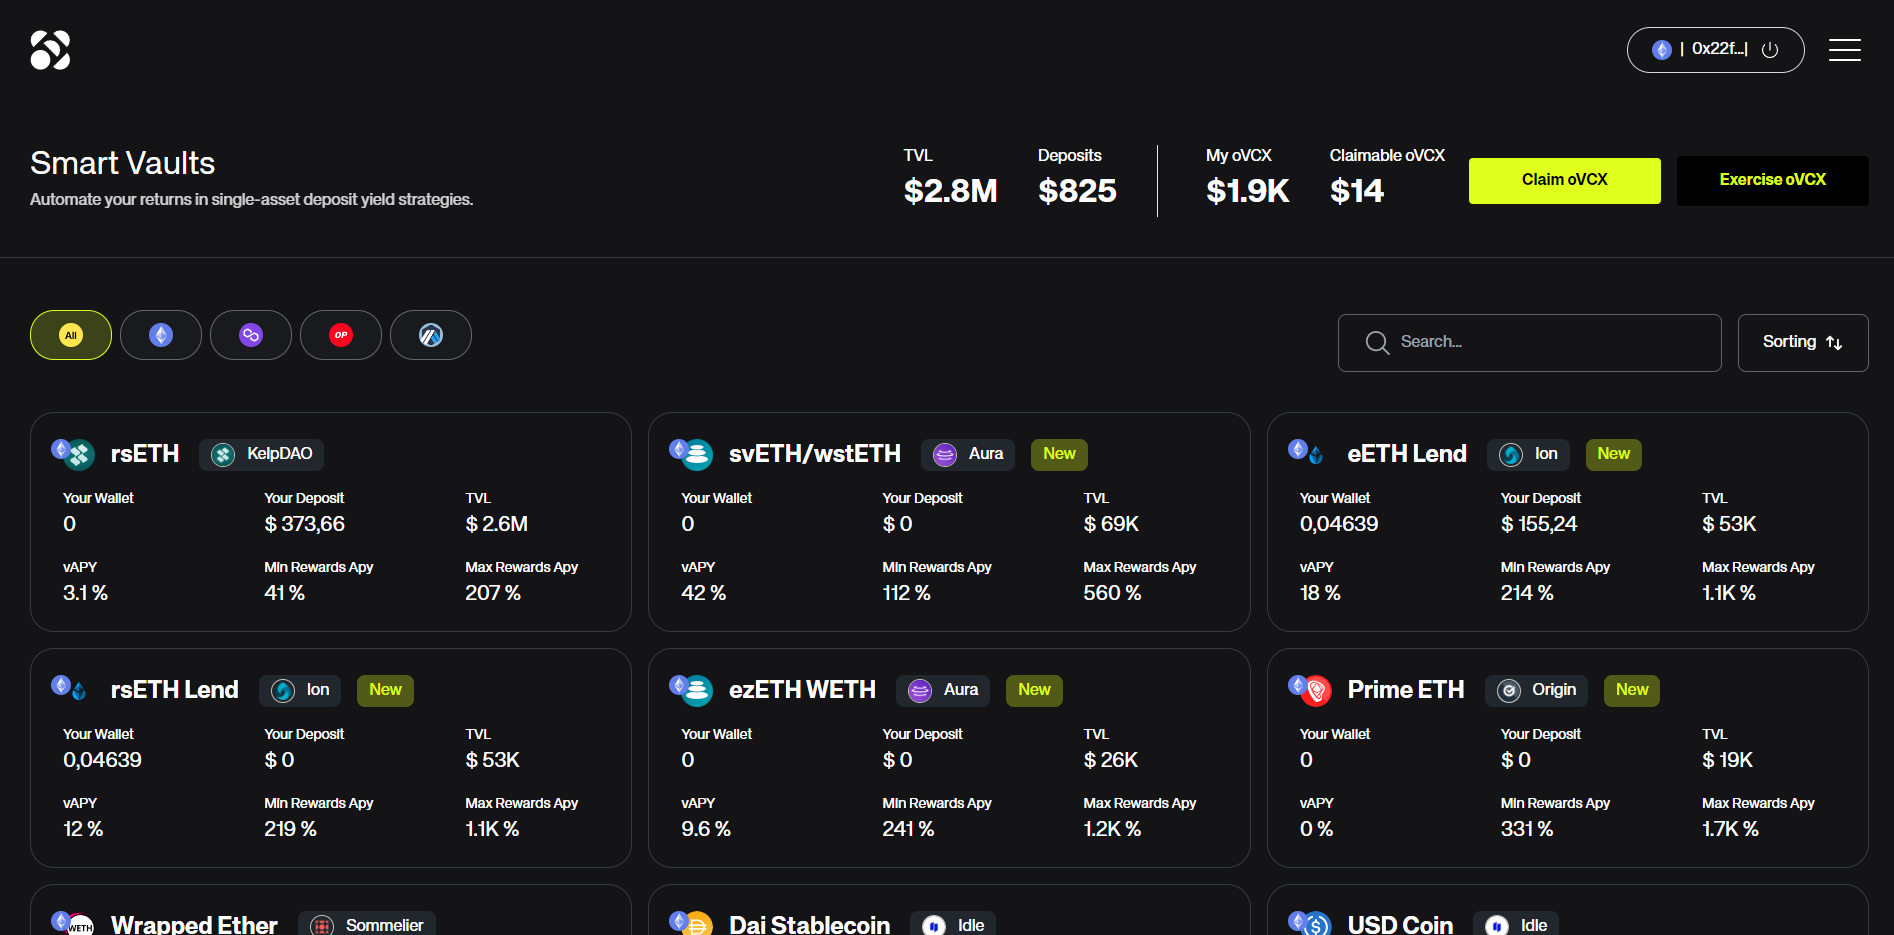 0x22f...|
Smart Vaults
Automate your returns in single-asset deposit yield strategies.
TVL
$2.8M
Deposits
$825
My oVCX
$1.9K
Claimable oVCX
$14
Claim oVCX
Exercise oVCX
All
OP
Search...
Sorting
rsETH KelpDAO
Your Wallet Your Deposit TVL
0 $ 373,66 $ 2.6M
vAPY Min Rewards Apy Max Rewards Apy
3.1 % 41 % 207 %
svETH/wstETH Aura New
Your Wallet Your Deposit TVL
0 $ 0 $ 69K
vAPY Min Rewards Apy Max Rewards Apy
42 % 112 % 560 %
eETH Lend Ion New
Your Wallet Your Deposit TVL
0,04639 $ 155,24 $ 53K
vAPY Min Rewards Apy Max Rewards Apy
18 % 214 % 1.1K %
rsETH Lend Ion New
Your Wallet Your Deposit TVL
0,04639 $ 0 $ 53K
vAPY Min Rewards Apy Max Rewards Apy
12 % 219 % 1.1K %
ezETH WETH Aura New
Your Wallet Your Deposit TVL
0 $ 0 $ 26K
vAPY Min Rewards Apy Max Rewards Apy
9.6 % 241 % 1.2K %
Prime ETH Origin New
Your Wallet Your Deposit TVL
0 $ 0 $ 19K
vAPY Min Rewards Apy Max Rewards Apy
0 % 331 % 1.7K %
WETH Wrapped Ether Sommelier
Dai Stablecoin Idle
USD Coin Idle